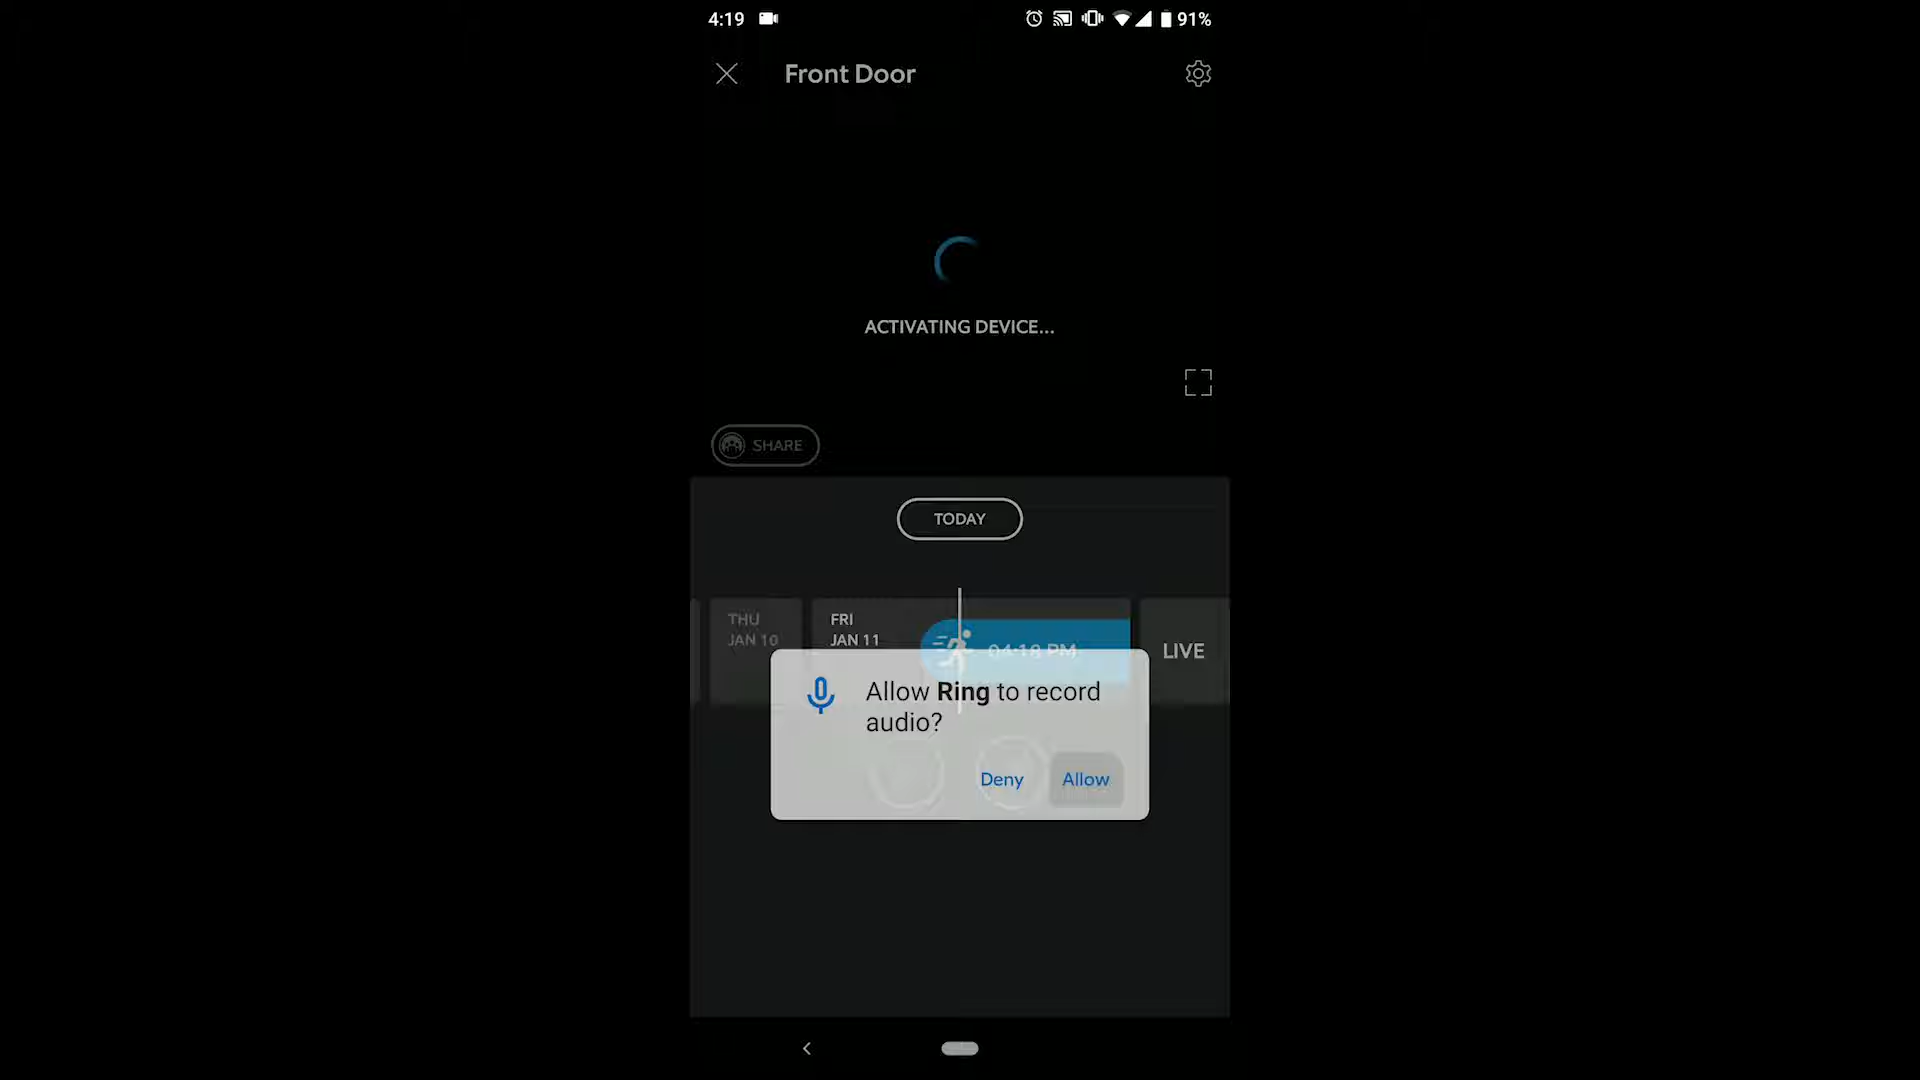 4:19
91%
Front Door
ACTIVATING DEVICE...
SHARE
TODAY
THU
JAN 10
FRI
JAN 11
04:18 PM
LIVE
Allow Ring to record
audio?
Deny
Allow